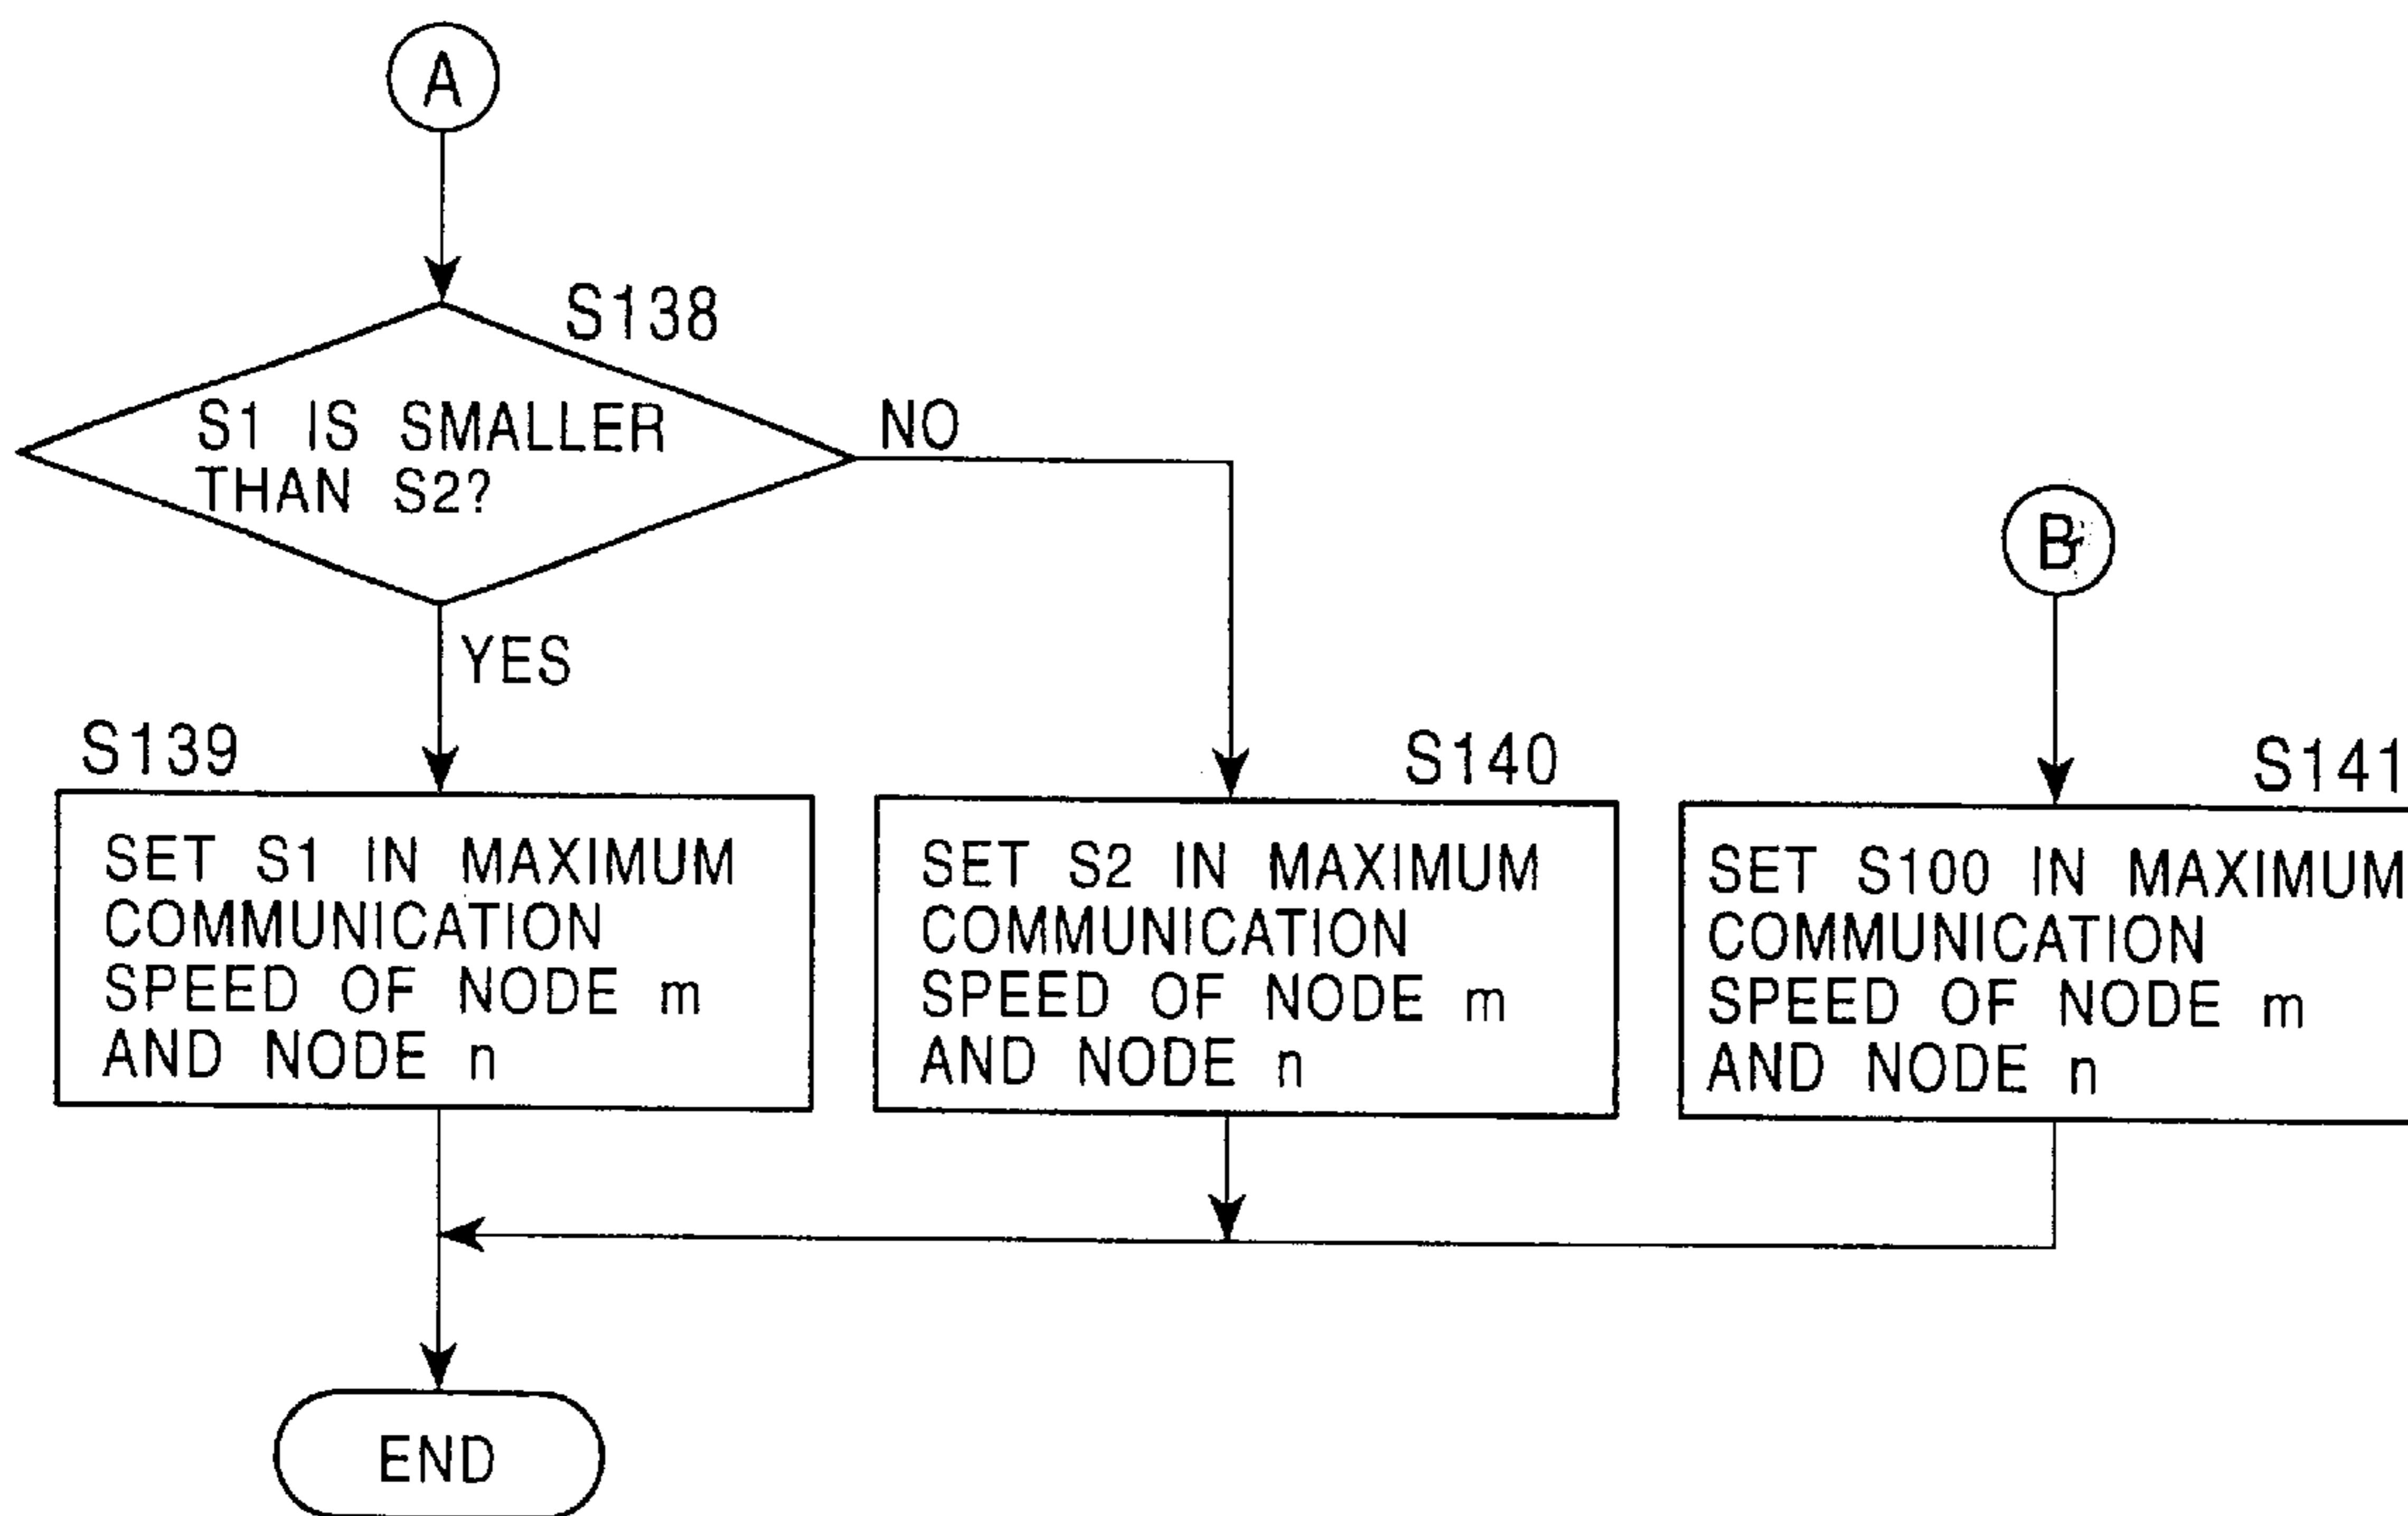 A
S138
S1 IS SMALLER
THAN S2?
NO
B
YES
S139
SET S1 IN MAXIMUM
COMMUNICATION
SPEED OF NODE m
AND NODE n
S140
SET S2 IN MAXIMUM
COMMUNICATION
SPEED OF NODE m
AND NODE n
S141
SET S100 IN MAXIMUM
COMMUNICATION
SPEED OF NODE m
AND NODE n
END